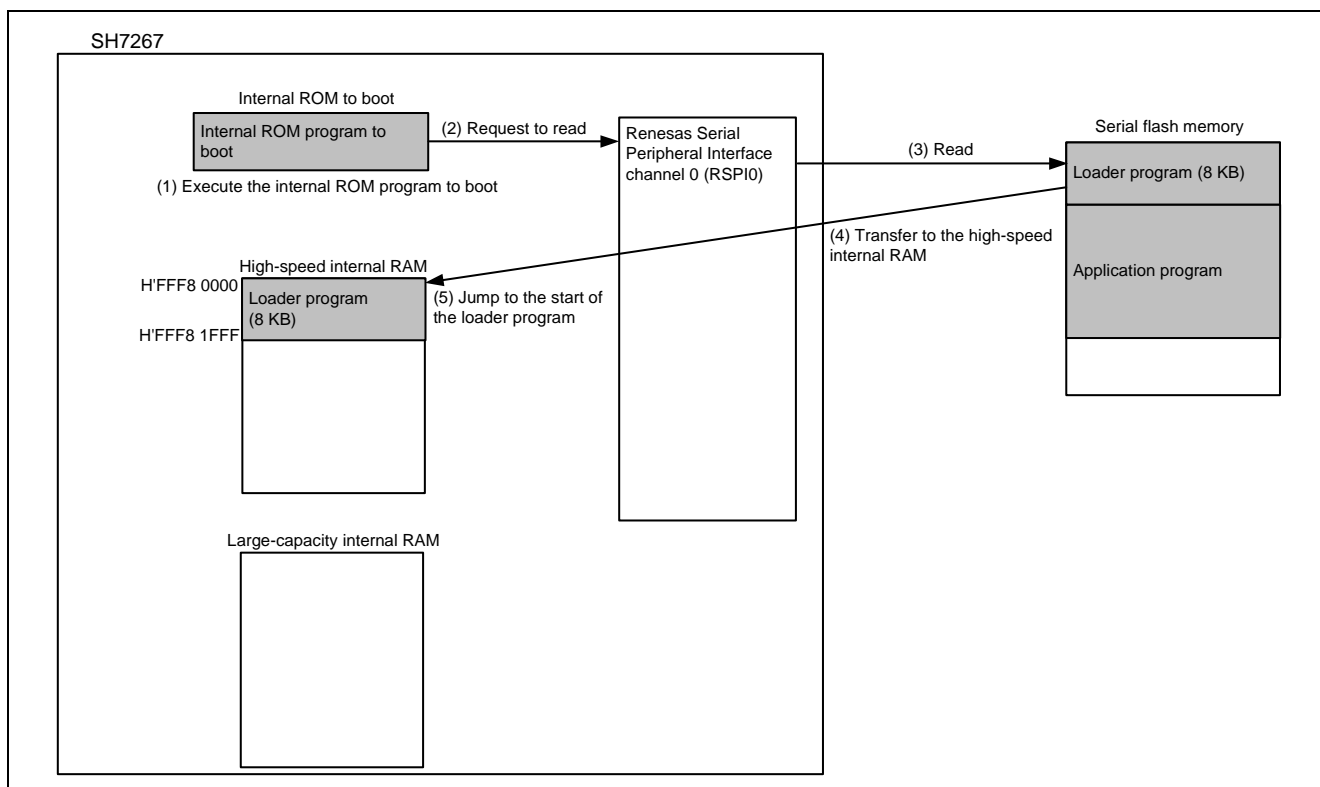 SH7267
Internal ROM to boot
Internal ROM program to
boot
(1) Execute the internal ROM program to boot
(2) Request to read
Renesas Serial
Peripheral Interface
channel 0 (RSPI0)
(3) Read
Serial flash memory
Loader program (8 KB)
Application program
(4) Transfer to the high-speed
internal RAM
High-speed internal RAM
H'FFF8 0000
Loader program
(8 KB)
H'FFF8 1FFF
(5) Jump to the start of
the loader program
Large-capacity internal RAM